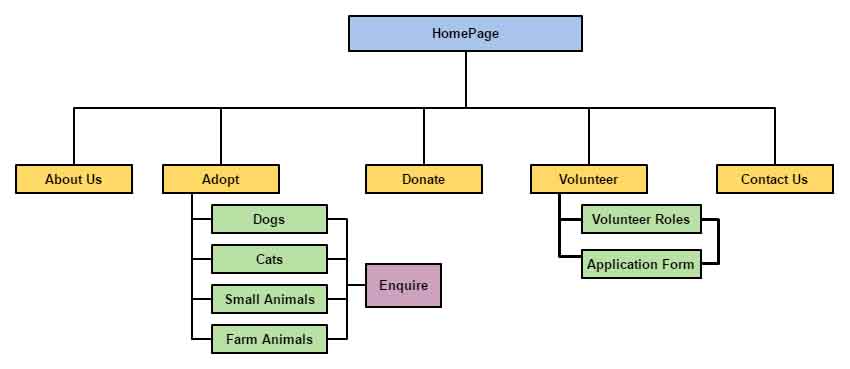 HomePage
About Us
Adopt
Donate
Volunteer
Contact Us
Dogs
Cats
Small Animals
Farm Animals
Enquire
Volunteer Roles
Application Form